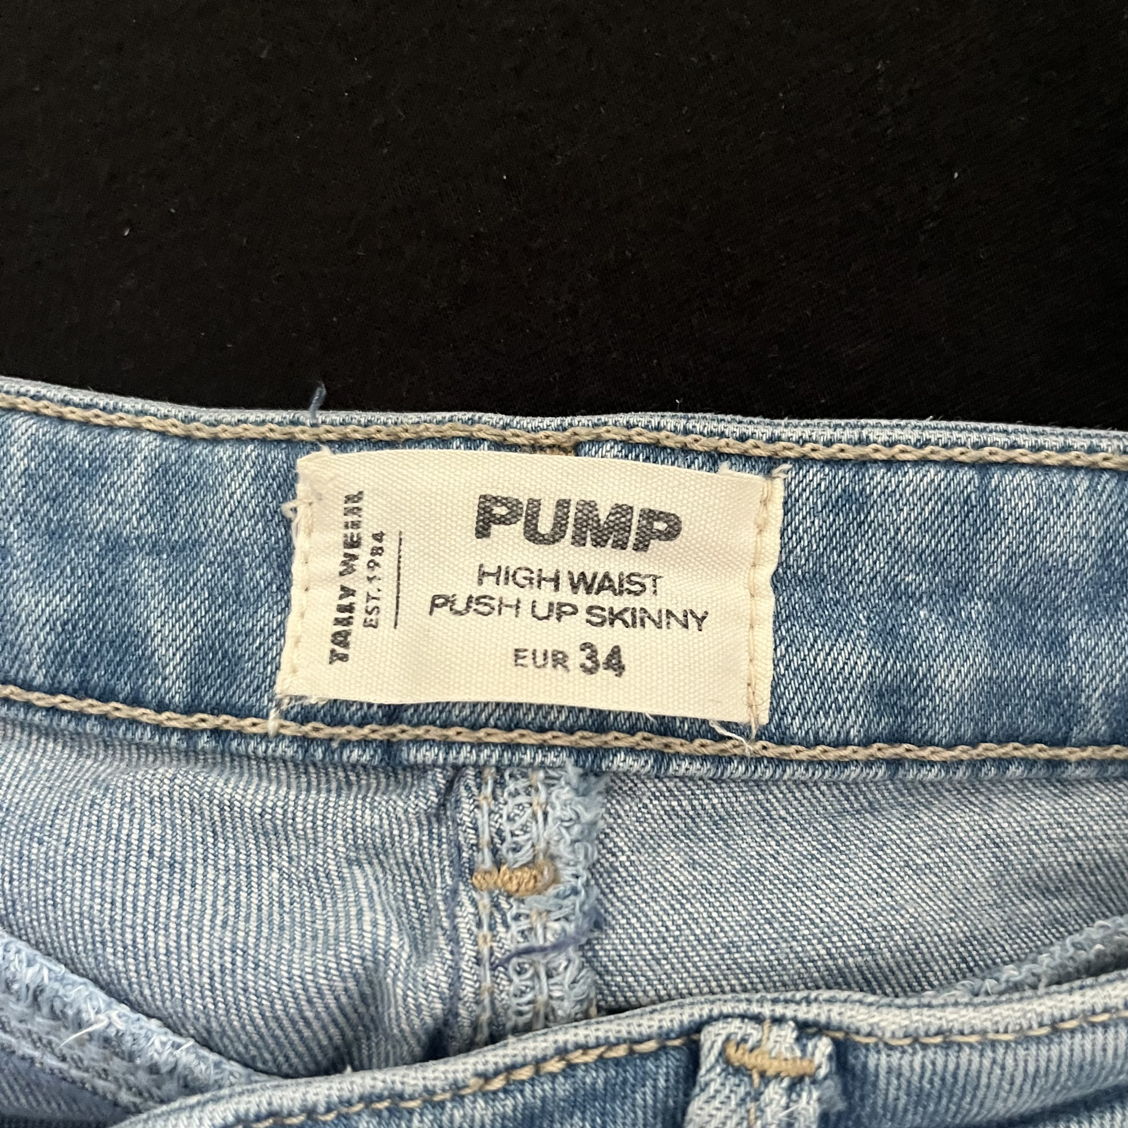 TALLY WEiJL
EST. 1984
PUMP
HIGH WAIST
PUSH UP SKINNY
EUR 34